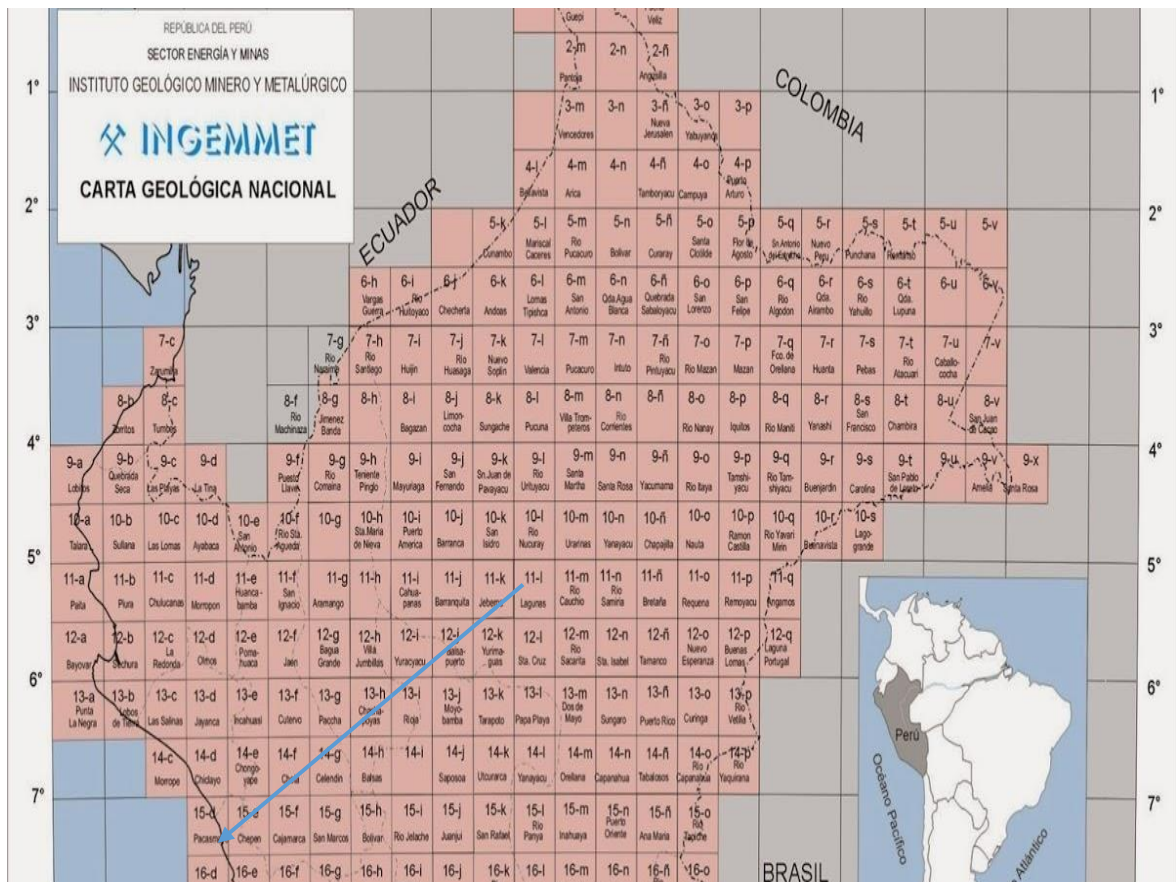 REPÚBLICA DEL PERÚ
SECTOR ENERGÍA Y MINAS
INSTITUTO GEOLÓGICO MINERO Y METALÚRGICO
INGEMMET
CARTA GEOLÓGICA NACIONAL
COLOMBIA
ECUADOR
BRASIL
Perú
Océano Pacífico
Atlántico
1° 1°
2° 2°
3° 3°
4° 4°
5° 5°
6° 6°
7° 7°
Guepi Veliz
2-m 2-n 2-ñ
Pantoja Angusilla
3-m 3-n 3-ñ 3-o 3-p
Vencedores Nueva Jerusalen Yabuyanos
4-l 4-m 4-n 4-ñ 4-o 4-p
Bellavista Arica Tamboryacu Campuya Puerto Arturo
5-k 5-l 5-m 5-n 5-ñ 5-o 5-p 5-q 5-r 5-s 5-t 5-u 5-v
Cunambo Mariscal Caceres Rio Pucacuro Bolivar Curaray Santa Clotilde Flor de Agosto Nuevo Peru Punchana
6-h 6-i 6-j 6-k 6-l 6-m 6-n 6-ñ 6-o 6-p 6-q 6-r 6-s 6-t 6-u 6-v
Vargas Guerra Rio Huitoyaco Checherta Andoas Lomas Tipishca San Antonio Qda.Agua Blanca Quebrada Sabaloyacu San Lorenzo San Felipe Rio Algodon Qda. Airambo Rio Yahuillo Qda. Lupuna
7-c 7-g 7-h 7-i 7-j 7-k 7-l 7-m 7-n 7-ñ 7-o 7-p 7-q 7-r 7-s 7-t 7-u 7-v
Zarumilla Rio Santiago Huijin Rio Huasaga Nuevo Soplin Valencia Pucacuro Intuto Rio Pintuyacu Rio Mazan Mazan Fco. de Orellana Huanta Pebas Rio Atacuari Caballo-cocha
8-b 8-c 8-f 8-g 8-h 8-i 8-j 8-k 8-l 8-m 8-n 8-ñ 8-o 8-p 8-q 8-r 8-s 8-t 8-u 8-v
Zorritos Tumbes Rio Machinaza Jimenez Banda Bagazan Limon-cocha Sungache Pucuna Villa Trom-peteros Rio Corrientes Rio Nanay Iquitos Rio Maniti Yanashi San Francisco Chambira San Juan de Cacao
9-a 9-b 9-c 9-d 9-f 9-g 9-h 9-i 9-j 9-k 9-l 9-m 9-n 9-ñ 9-o 9-p 9-q 9-r 9-s 9-t 9-u 9-v 9-x
Lobitos Quebrada Seca Las Playas La Tina Puesto Llave Rio Comaina Teniente Pinglo Mayuriaga San Fernando Sn.Juan de Pavayacu Rio Urituyacu Santa Martha Santa Rosa Yacumama Rio Itaya Tamshi-yacu Rio Tam-shiyacu Buenjardin Carolina San Pablo de Loreto Amelia Santa Rosa
10-a 10-b 10-c 10-d 10-e 10-f 10-g 10-h 10-i 10-j 10-k 10-l 10-m 10-n 10-ñ 10-o 10-p 10-q 10-r 10-s
Talara Sullana Las Lomas Ayabaca San Antonio Rio Sta. Agueda Sta.Maria de Nieva Puerto America Barranca San Isidro Rio Nucuray Urarinas Yanayacu Chapajilla Nauta Ramon Castilla Rio Yavari Mirin Buenavista Lago-grande
11-a 11-b 11-c 11-d 11-e 11-f 11-g 11-h 11-i 11-j 11-k 11-l 11-m 11-n 11-ñ 11-o 11-p 11-q
Paita Piura Chulucanas Morropon Huanca-bamba San Ignacio Aramango Cahua-panas Barranquita Jeberos Lagunas Rio Cauchio Rio Samiria Bretaña Requena Remoyacu Angamos
12-a 12-b 12-c 12-d 12-e 12-f 12-g 12-h 12-i 12-j 12-k 12-l 12-m 12-n 12-ñ 12-o 12-p 12-q
Bayovar Sechura La Redonda Olmos Poma-huaca Jaen Bagua Grande Villa Jumbillais Yuracyacu Balsa-puerto Yurima-guas Sta. Cruz Rio Sacarita Sta. Isabel Tamanco Nuevo Esperanza Buenas Lomas Laguna Portugal
13-a 13-b 13-c 13-d 13-e 13-f 13-g 13-h 13-i 13-j 13-k 13-l 13-m 13-n 13-ñ 13-o 13-p
Punta La Negra Lobos de Tierra Las Salinas Jayanca Incahuasi Cutervo Paccha Rioja Moyo-bamba Tarapoto Papa Playa Dos de Mayo Sungaro Puerto Rico Curinga Rio Vetilia
14-c 14-d 14-e 14-f 14-g 14-h 14-i 14-j 14-k 14-l 14-m 14-n 14-ñ 14-o 14-p
Morrope Chiclayo Chongo-yape Celendin Balsas Saposoa Utcurarca Yanayacu Orellana Capanahua Tabalosos Rio Capanahua Rio Yaquirana
15-d 15-e 15-f 15-g 15-h 15-i 15-j 15-k 15-l 15-m 15-n 15-ñ 15-o
Chepen Cajamarca San Marcos Bolivar Rio Jelache Juanjui San Rafael Rio Panya Inahuaya Puerto Oriente Ana Maria Rio Tapiche
16-d 16-e 16-f 16-g 16-h 16-i 16-j 16-k 16-l 16-m 16-n 16-ñ 16-o